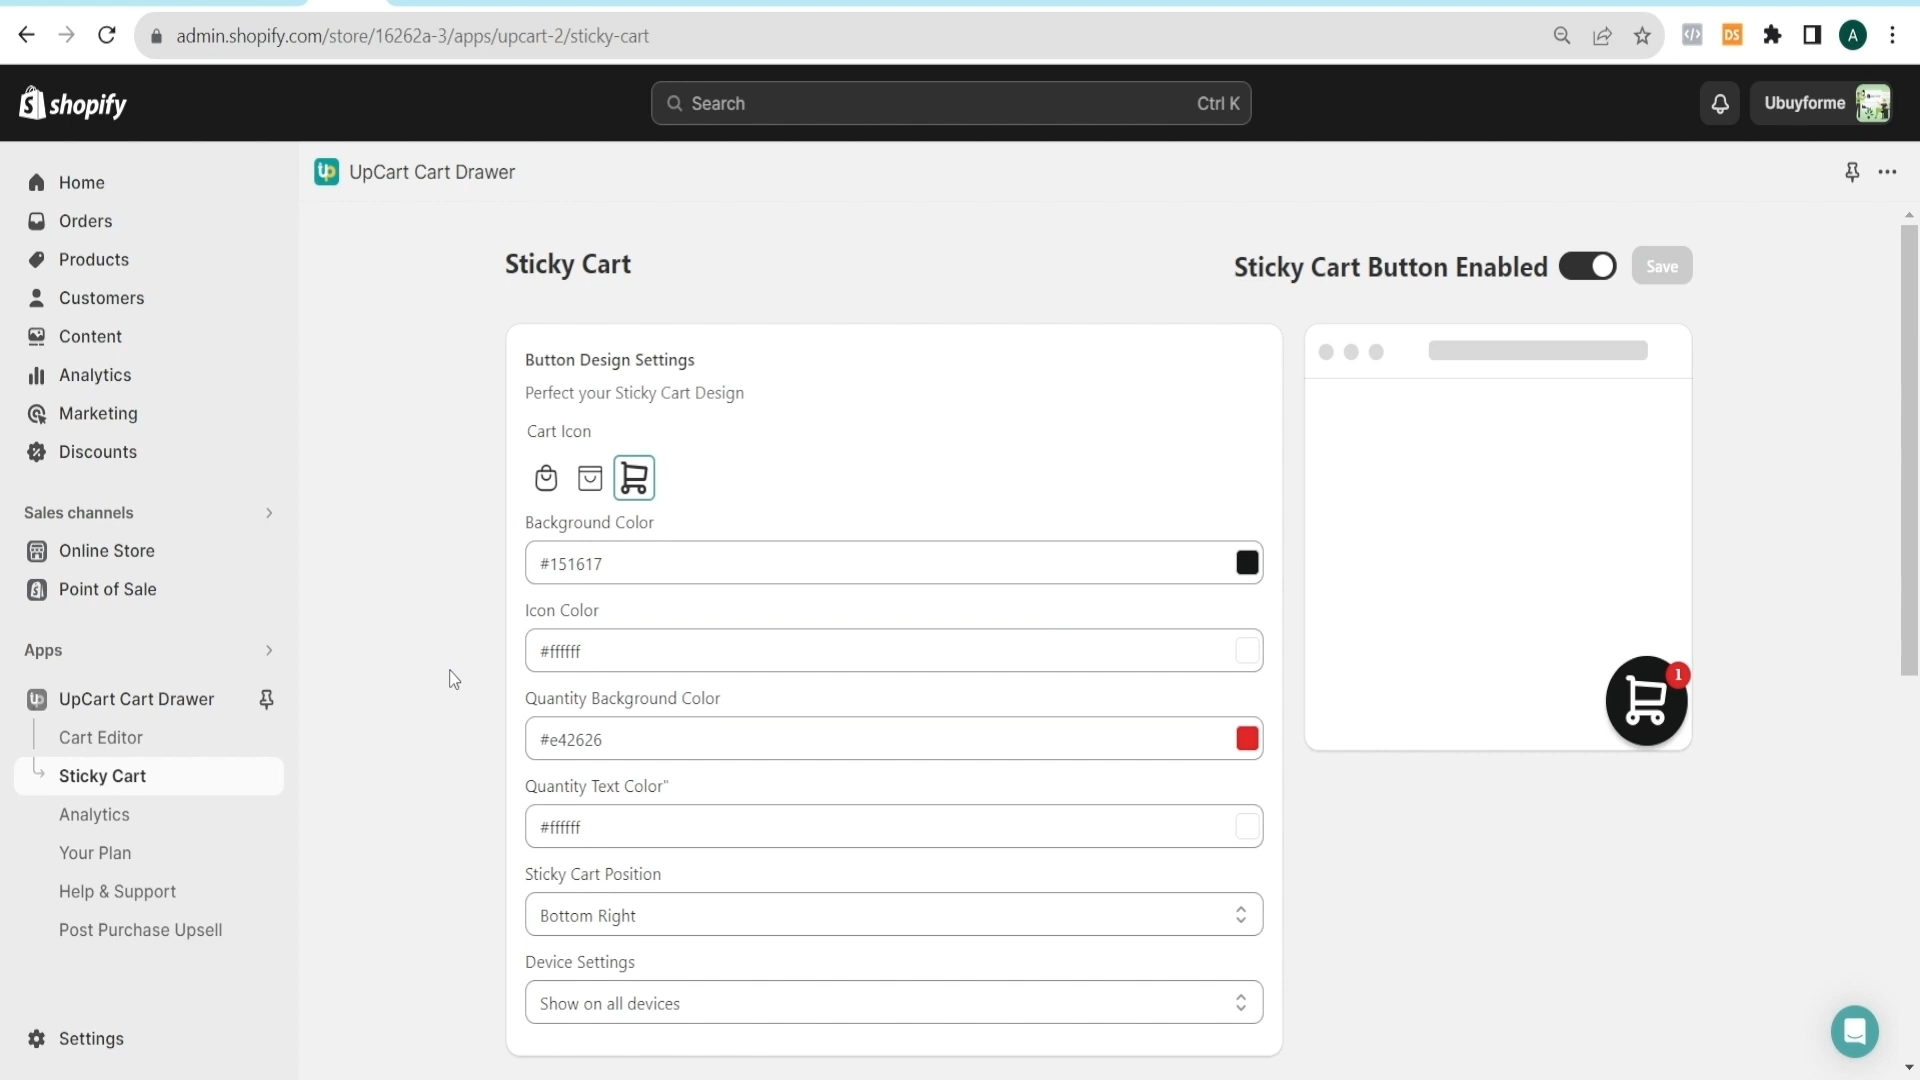 admin.shopify.com/store/16262a-3/apps/upcart-2/sticky-cart
DS
A
shopify
Search
Ctrl K
Ubuyforme
Home
Orders
Products
Customers
Content
Analytics
Marketing
Discounts
Sales channels
Online Store
Point of Sale
Apps
UpCart Cart Drawer
Cart Editor
Sticky Cart
Analytics
Your Plan
Help & Support
Post Purchase Upsell
Settings
up
UpCart Cart Drawer
Sticky Cart
Sticky Cart Button Enabled
Save
Button Design Settings
Perfect your Sticky Cart Design
Cart Icon
Background Color
#151617
Icon Color
#ffffff
Quantity Background Color
#e42626
Quantity Text Color"
#ffffff
Sticky Cart Position
Bottom Right
Device Settings
Show on all devices
1